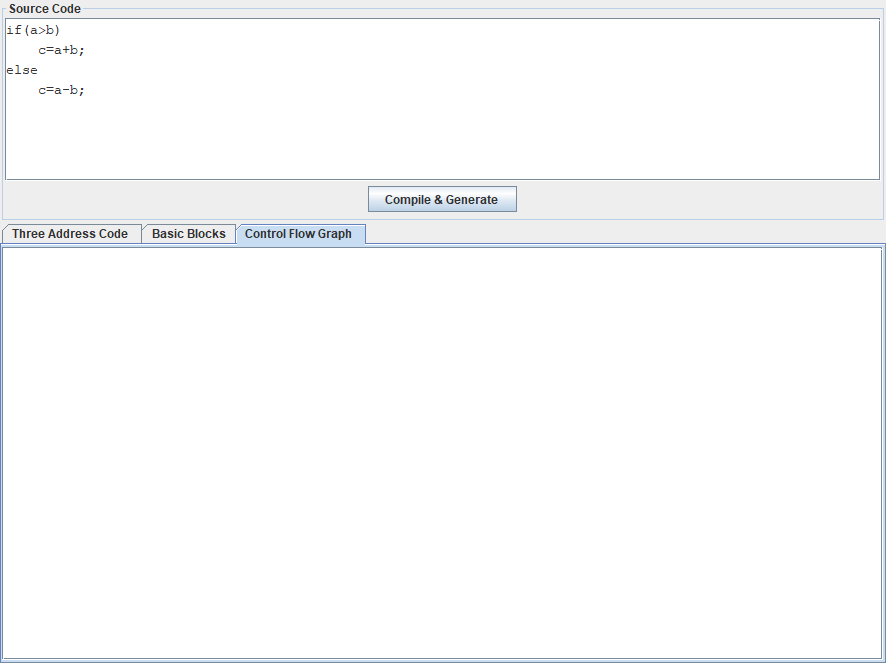 Source Code
if(a>b)
    c=a+b;
else
    c=a-b;
Compile & Generate
Three Address Code
Basic Blocks
Control Flow Graph